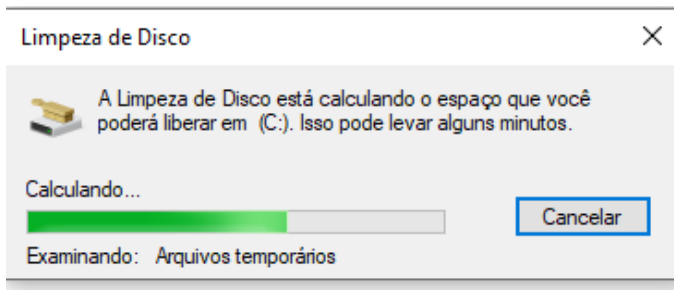 Limpeza de Disco
A Limpeza de Disco está calculando o espaço que você
poderá liberar em  (C:). Isso pode levar alguns minutos.
Calculando...
Cancelar
Examinando:   Arquivos temporários